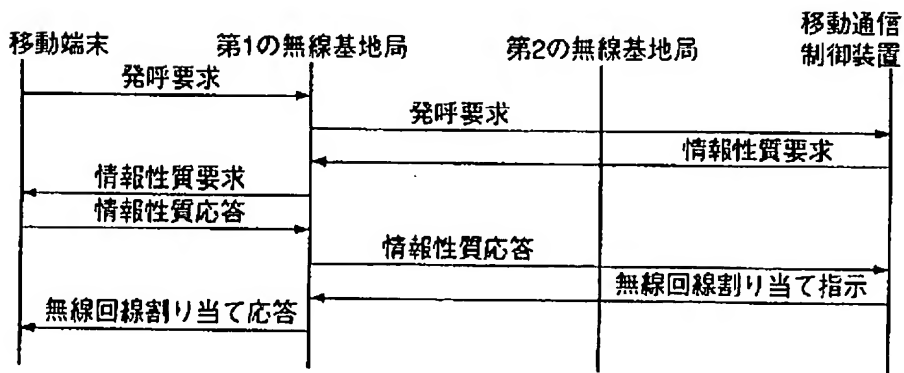 移動端末
第1の無線基地局
第2の無線基地局
移動通信
制御装置
発呼要求
発呼要求
情報性質要求
情報性質要求
情報性質応答
情報性質応答
無線回線割り当て指示
無線回線割り当て応答